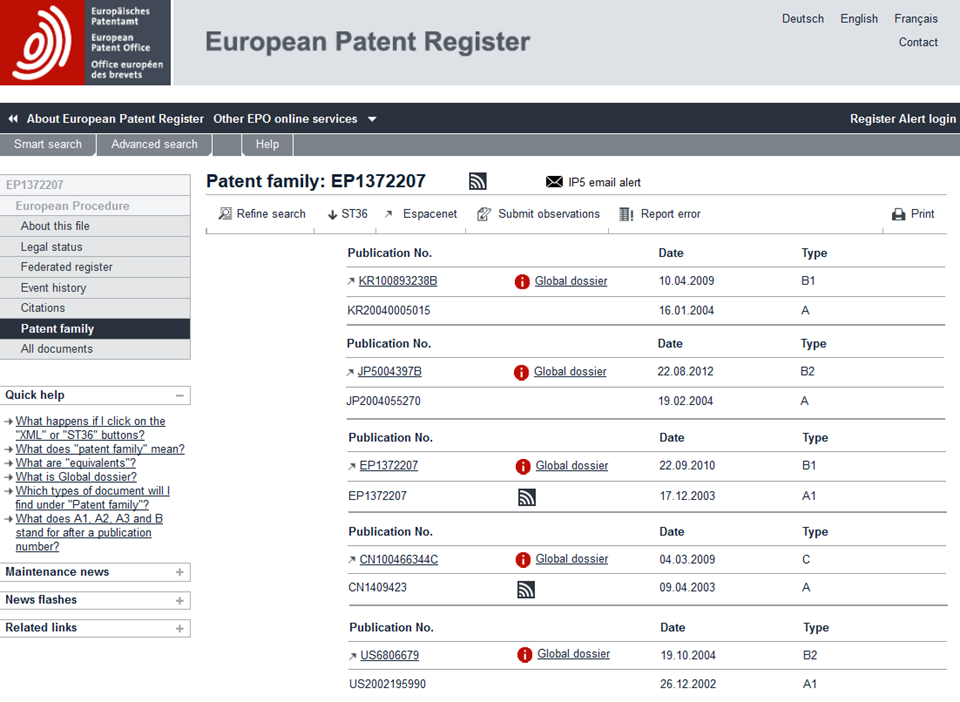 Europäisches
Patentamt
European
Patent Office
Office européen
des brevets
European Patent Register
Deutsch English Français
Contact
About European Patent Register Other EPO online services Register Alert login
Smart search Advanced search Help
EP1372207
European Procedure
About this file
Legal status
Federated register
Event history
Citations
Patent family
All documents
Quick help
What happens if I click on the
"XML" or "ST36" buttons?
What does "patent family" mean?
What are "equivalents"?
What is Global dossier?
Which types of document will I
find under "Patent family"?
What does A1, A2, A3 and B
stand for after a publication
number?
Maintenance news
News flashes
Related links
Patent family: EP1372207 IP5 email alert
Refine search ST36 Espacenet Submit observations Report error Print
Publication No. Date Type
KR100893238B Global dossier 10.04.2009 B1
KR20040005015 16.01.2004 A
Publication No. Date Type
JP5004397B Global dossier 22.08.2012 B2
JP2004055270 19.02.2004 A
Publication No. Date Type
EP1372207 Global dossier 22.09.2010 B1
EP1372207 17.12.2003 A1
Publication No. Date Type
CN100466344C Global dossier 04.03.2009 C
CN1409423 09.04.2003 A
Publication No. Date Type
US6806679 Global dossier 19.10.2004 B2
US2002195990 26.12.2002 A1